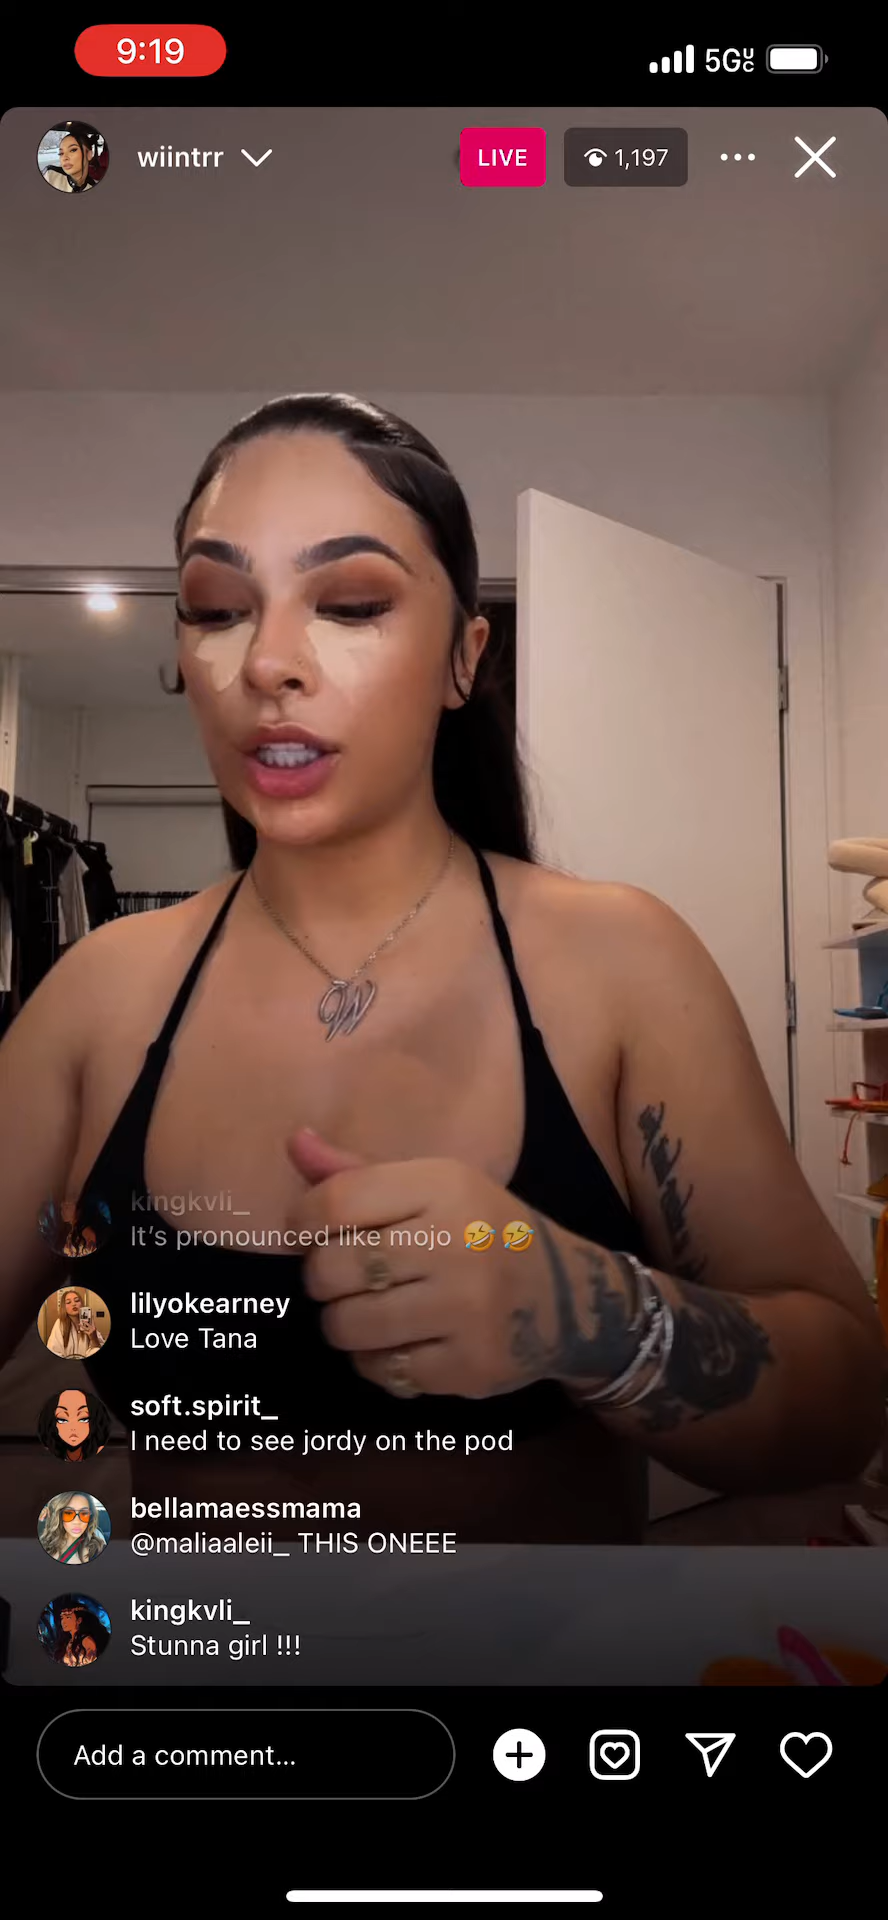 9:19
5G UC
wiintrr
LIVE
1,197
W
kingkvli_
It’s pronounced like mojo 🤣🤣
lilyokearney
Love Tana
soft.spirit_
I need to see jordy on the pod
bellamaessmama
@maliaaleii_ THIS ONEEE
kingkvli_
Stunna girl !!!
Add a comment...